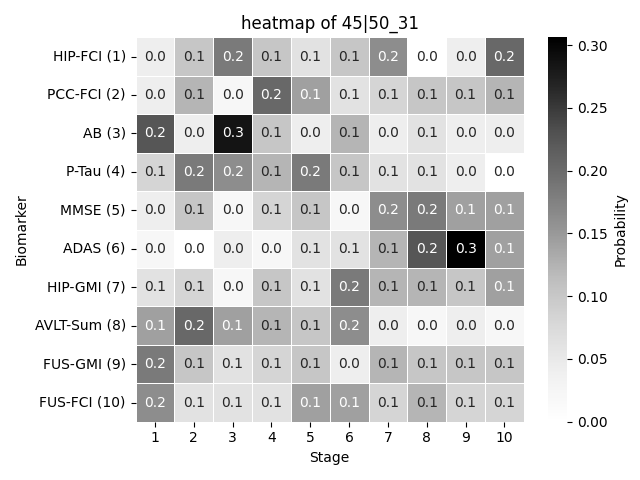 heatmap of 45|50_31
HIP-FCI (1) 0.0 0.1 0.2 0.1 0.1 0.1 0.2 0.0 0.0 0.2
PCC-FCI (2) 0.0 0.1 0.0 0.2 0.1 0.1 0.1 0.1 0.1 0.1
AB (3) 0.2 0.0 0.3 0.1 0.0 0.1 0.0 0.1 0.0 0.0
P-Tau (4) 0.1 0.2 0.2 0.1 0.2 0.1 0.1 0.1 0.0 0.0
MMSE (5) 0.0 0.1 0.0 0.1 0.1 0.0 0.2 0.2 0.1 0.1
ADAS (6) 0.0 0.0 0.0 0.0 0.1 0.1 0.1 0.2 0.3 0.1
HIP-GMI (7) 0.1 0.1 0.0 0.1 0.1 0.2 0.1 0.1 0.1 0.1
AVLT-Sum (8) 0.1 0.2 0.1 0.1 0.1 0.2 0.0 0.0 0.0 0.0
FUS-GMI (9) 0.2 0.1 0.1 0.1 0.1 0.0 0.1 0.1 0.1 0.1
FUS-FCI (10) 0.2 0.1 0.1 0.1 0.1 0.1 0.1 0.1 0.1 0.1
1 2 3 4 5 6 7 8 9 10
Stage
Biomarker
0.30
0.25
0.20
0.15
0.10
0.05
0.00
Probability